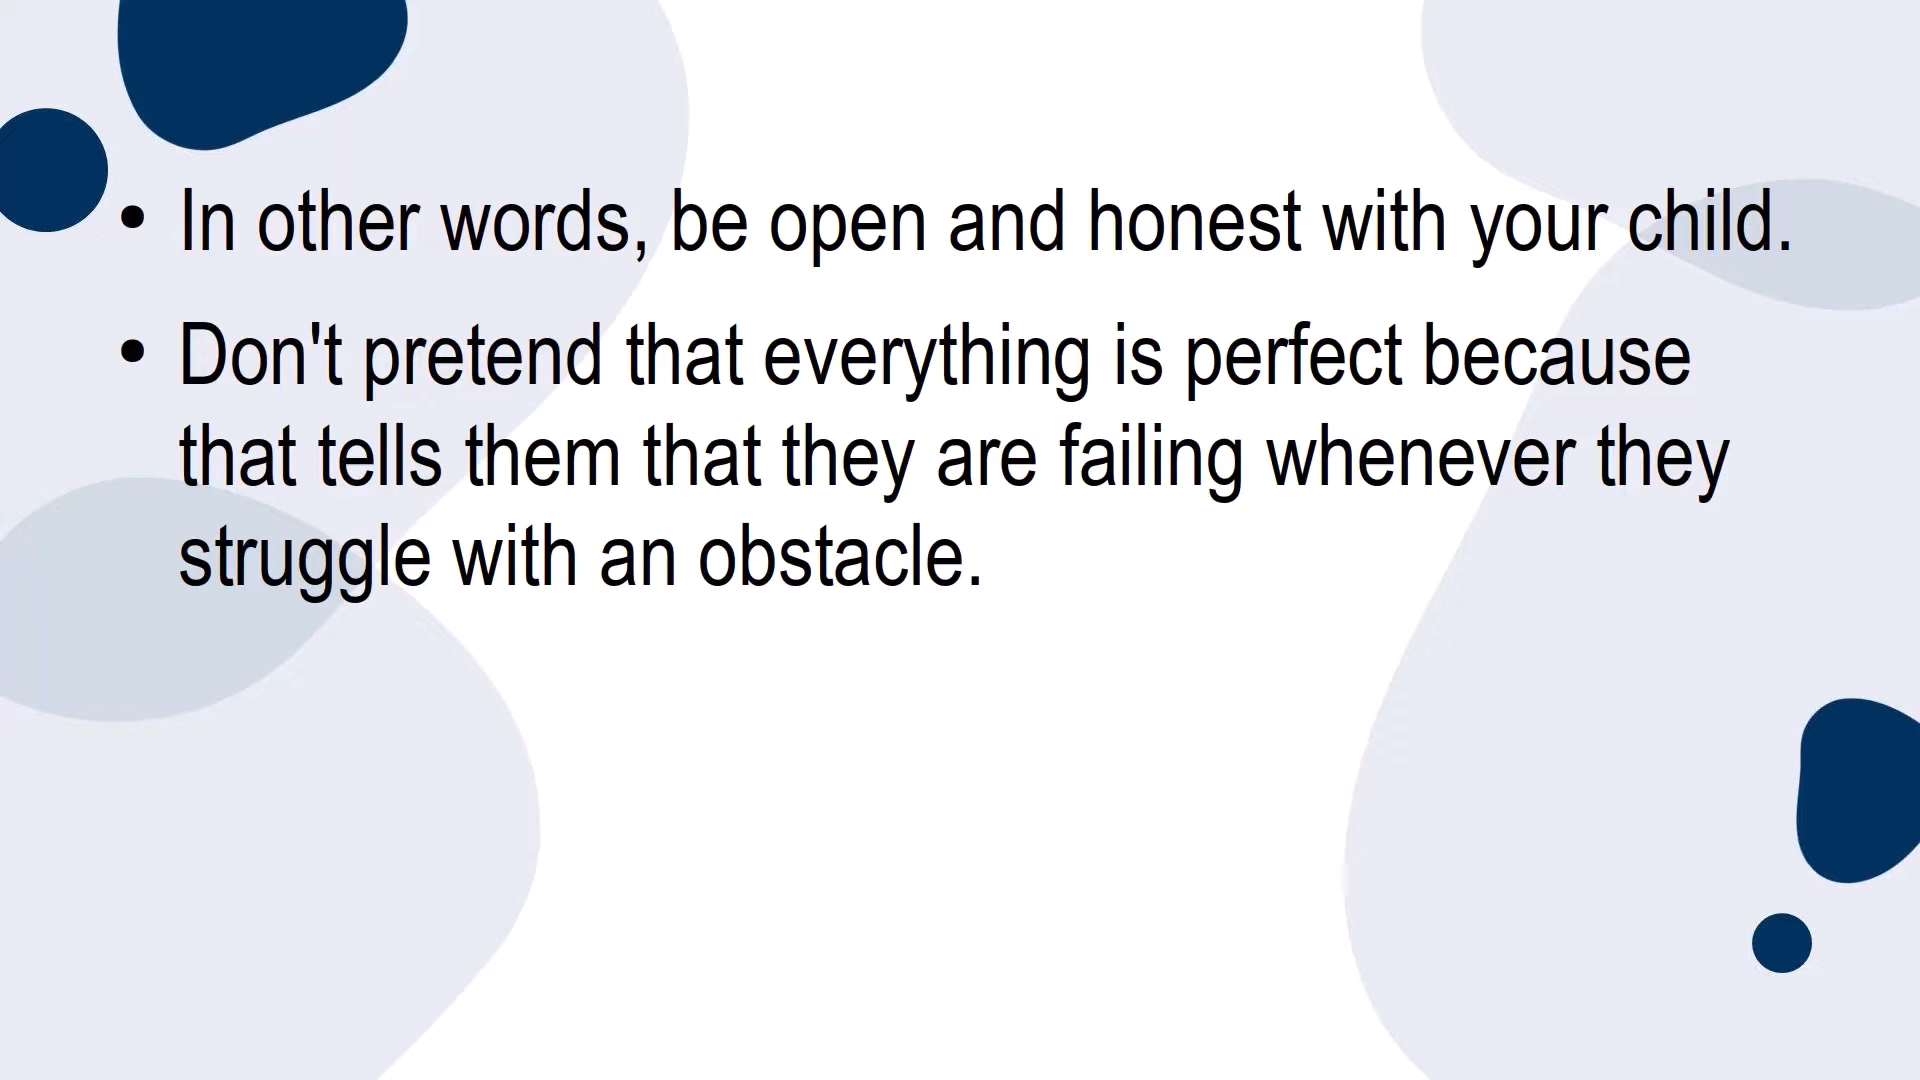 • In other words, be open and honest with your child.
• Don't pretend that everything is perfect because
that tells them that they are failing whenever they
struggle with an obstacle.